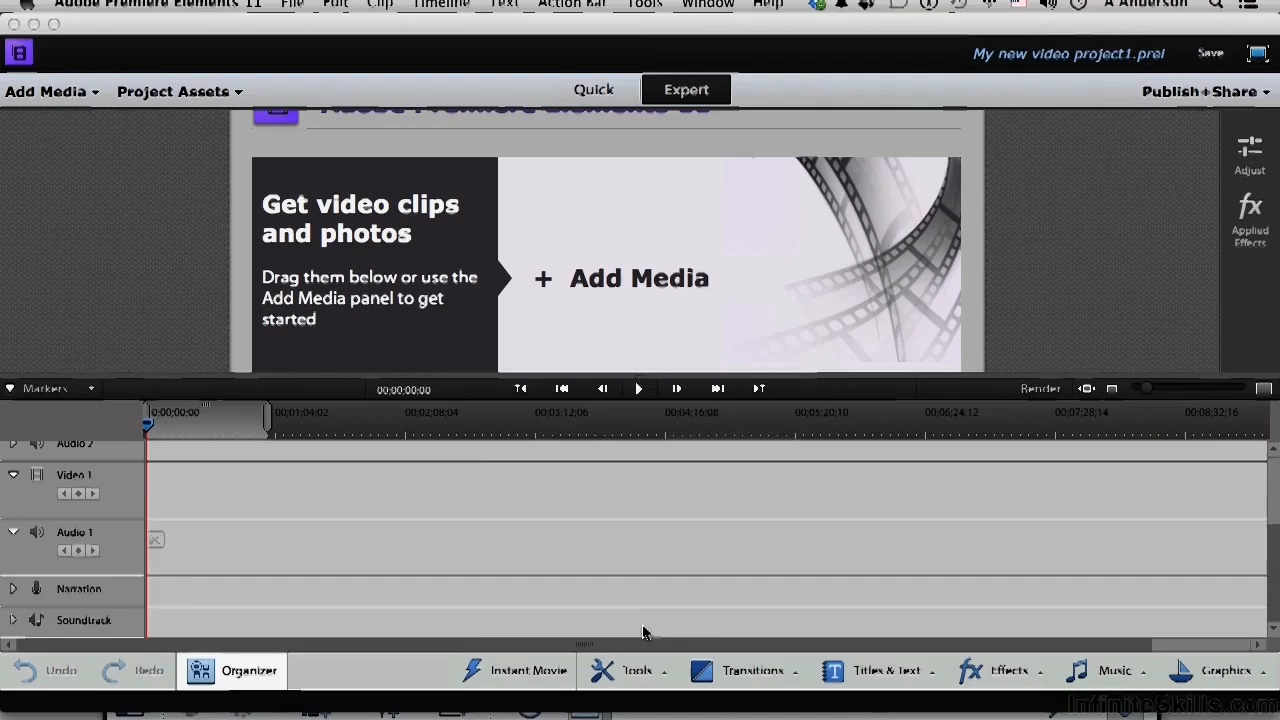 Adobe Premiere Elements 11 File Edit Clip Timeline Text Action Bar Tools Window Help A Anderson
My new video project1.prel Save
Add Media Project Assets Quick Expert Publish+Share
Get video clips
and photos
Drag them below or use the
Add Media panel to get
started
+ Add Media
Adjust
fx
Applied
Effects
Markers 00;00;00;00 Render
0;00;00;00 00;01;04;02 00;02;08;04 00;03;12;06 00;04;16;08 00;05;20;10 00;06;24;12 00;07;28;14 00;08;32;16
Audio 2
Video 1
Audio 1
Narration
Soundtrack
Undo Redo Organizer Instant Movie Tools Transitions T Titles & Text fx Effects Music Graphics
InfiniteSkills.com